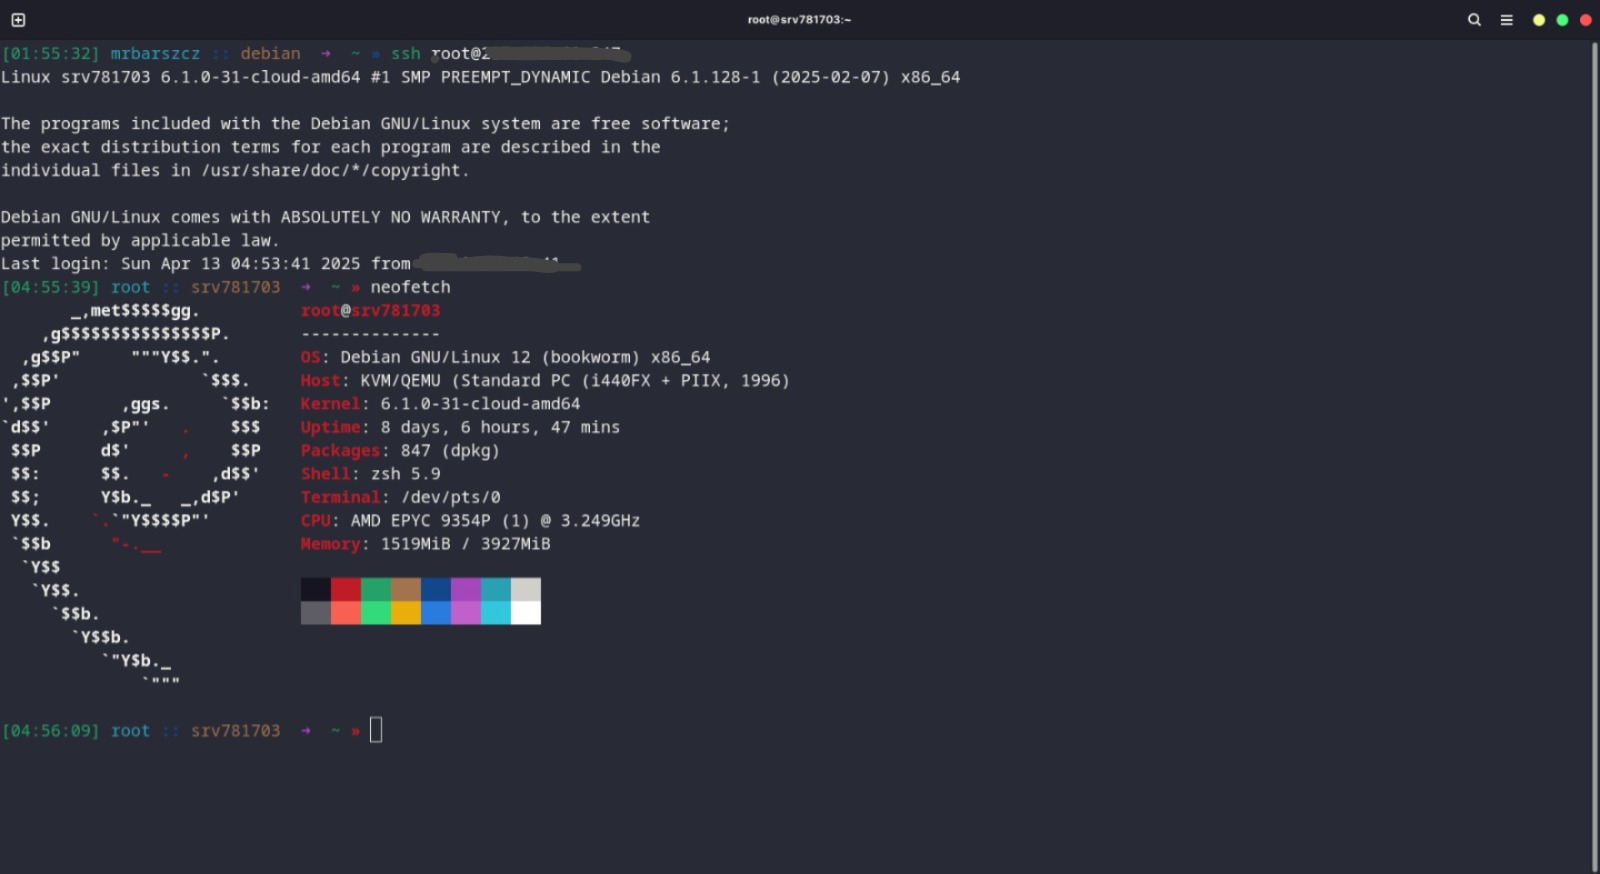 root@srv781703:~
[01:55:32] mrbarszcz :: debian ➜ ~ » ssh root@2
Linux srv781703 6.1.0-31-cloud-amd64 #1 SMP PREEMPT_DYNAMIC Debian 6.1.128-1 (2025-02-07) x86_64
The programs included with the Debian GNU/Linux system are free software;
the exact distribution terms for each program are described in the
individual files in /usr/share/doc/*/copyright.
Debian GNU/Linux comes with ABSOLUTELY NO WARRANTY, to the extent
permitted by applicable law.
Last login: Sun Apr 13 04:53:41 2025 from
[04:55:39] root :: srv781703 ➜ ~ » neofetch
_,met$$$$$gg. root@srv781703
,g$$$$$$$$$$$$$$$P. --------------
,g$$P" """Y$$.". OS: Debian GNU/Linux 12 (bookworm) x86_64
,$$P' `$$$. Host: KVM/QEMU (Standard PC (i440FX + PIIX, 1996)
',$$P ,ggs. `$$b: Kernel: 6.1.0-31-cloud-amd64
`d$$' ,$P"' . $$$ Uptime: 8 days, 6 hours, 47 mins
$$P d$' , $$P Packages: 847 (dpkg)
$$: $$. - ,d$$' Shell: zsh 5.9
$$; Y$b._ _,d$P' Terminal: /dev/pts/0
Y$$. `.`"Y$$$$P"' CPU: AMD EPYC 9354P (1) @ 3.249GHz
`$$b "-.__ Memory: 1519MiB / 3927MiB
`Y$$
`Y$$.
`$$b.
`Y$$b.
`"Y$b._
`"""
[04:56:09] root :: srv781703 ➜ ~ »